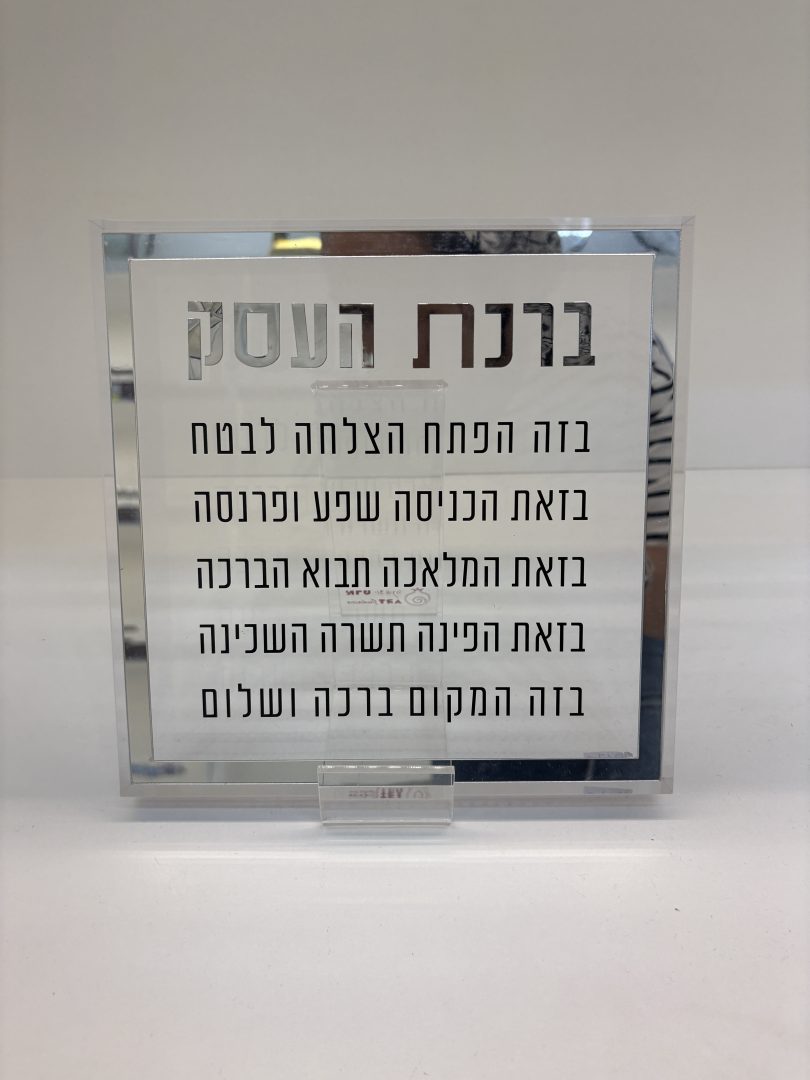 ברכת העסק
בזה הפתח הצלחה לבטח
בזאת הכניסה שפע ופרנסה
בזאת המלאכה תבוא הברכה
בזאת הפינה תשרה השכינה
בזה המקום ברכה ושלום